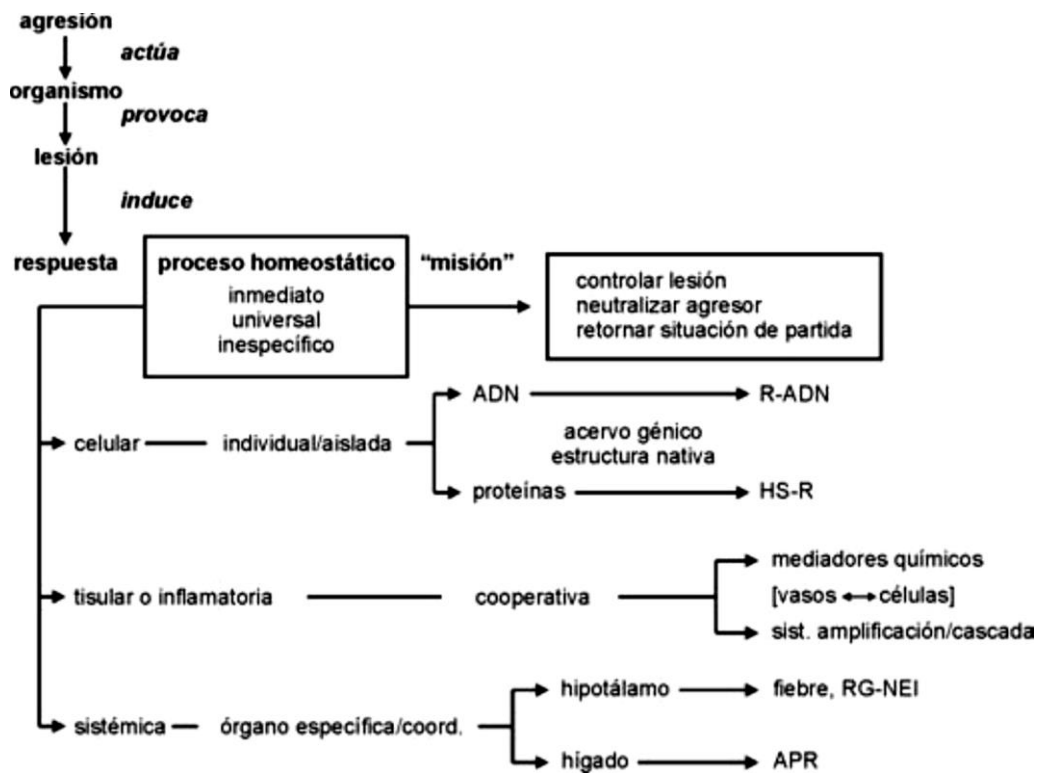 agresión
actúa
organismo
provoca
lesión
induce
respuesta
proceso homeostático
inmediato
universal
inespecífico
“misión”
controlar lesión
neutralizar agresor
retornar situación de partida
celular
individual/aislada
ADN
R-ADN
acervo génico
estructura nativa
proteínas
HS-R
tisular o inflamatoria
cooperativa
mediadores químicos
[vasos ↔ células]
sist. amplificación/cascada
sistémica
órgano específica/coord.
hipotálamo
fiebre, RG-NEI
hígado
APR